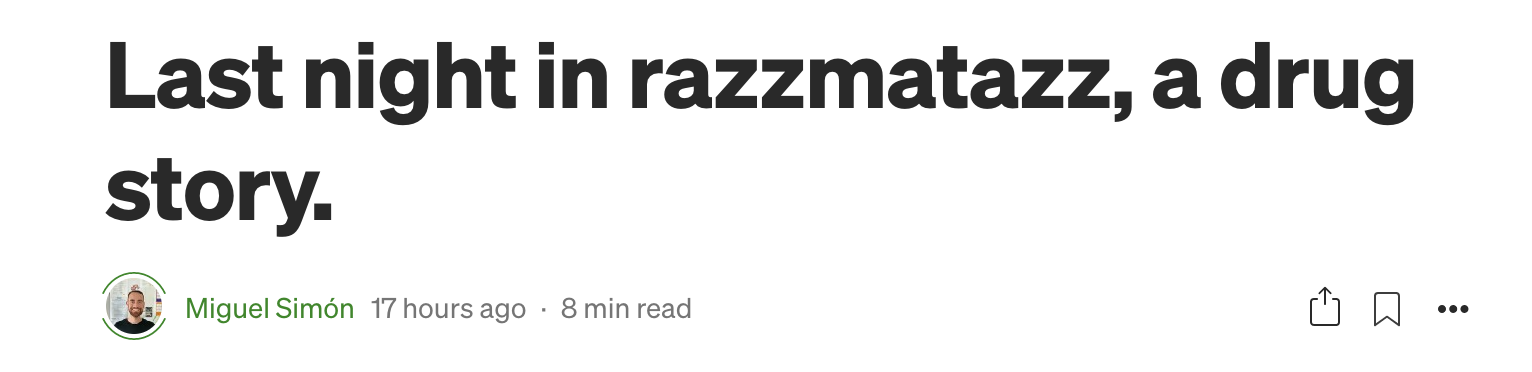 Last night in razzmatazz, a drug
story.
Miguel Simón 17 hours ago · 8 min read